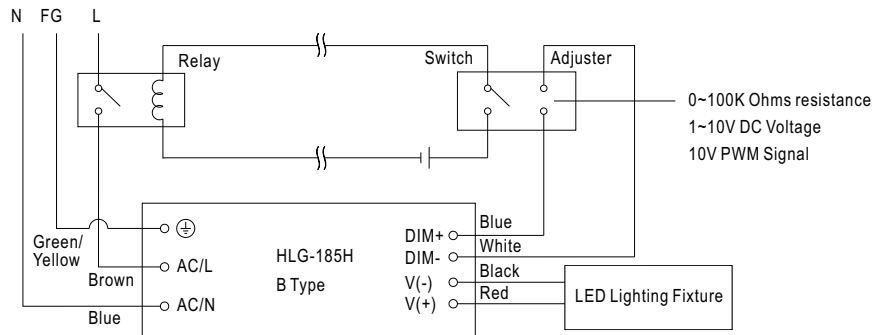 N FG L
Relay
Switch
Adjuster
0~100K Ohms resistance
1~10V DC Voltage
10V PWM Signal
Green/
Yellow
Brown
Blue
AC/L
AC/N
HLG-185H
B Type
DIM+
DIM-
V(-)
V(+)
Blue
White
Black
Red
LED Lighting Fixture